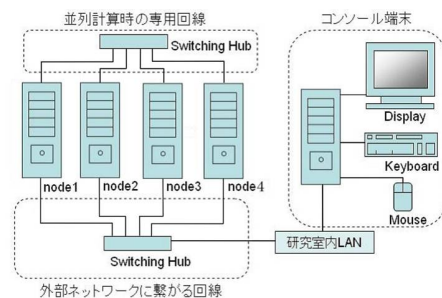 並列計算時の専用回線
コンソール端末
Switching Hub
Display
Keyboard
Mouse
node1
node2
node3
node4
Switching Hub
研究室内LAN
外部ネットワークに繋がる回線